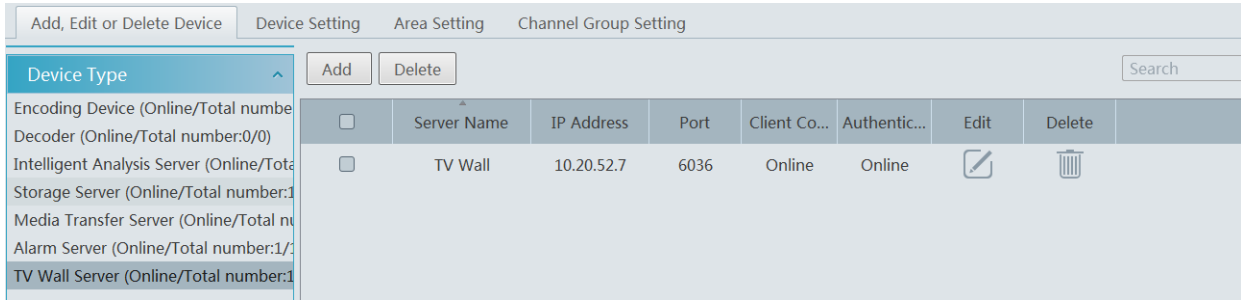 Add, Edit or Delete Device Device Setting Area Setting Channel Group Setting
Device Type
Add Delete Search
Encoding Device (Online/Total numbe
Decoder (Online/Total number:0/0)
Intelligent Analysis Server (Online/Tota
Storage Server (Online/Total number:1
Media Transfer Server (Online/Total nu
Alarm Server (Online/Total number:1/1
TV Wall Server (Online/Total number:1
Server Name IP Address Port Client Co... Authentic... Edit Delete
TV Wall 10.20.52.7 6036 Online Online